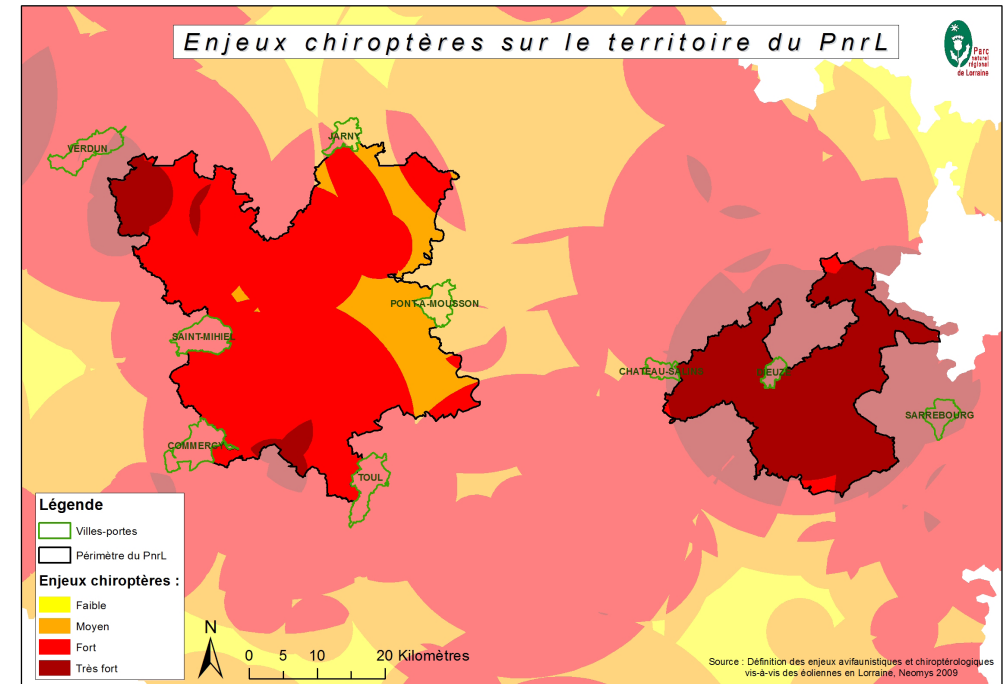 Enjeux chiroptères sur le territoire du PnrL
Parc
naturel
régional
de Lorraine
VERDUN
JARNY
PONT-A-MOUSSON
SAINT-MIHIEL
CHATEAU-SALINS
DIEUZE
SARREBOURG
COMMERCY
TOUL
Légende
Villes-portes
Périmètre du PnrL
Enjeux chiroptères :
Faible
Moyen
Fort
Très fort
N
0 5 10 20 Kilomètres
Source : Définition des enjeux avifaunistiques et chiroptérologiques
vis-à-vis des éoliennes en Lorraine, Neomys 2009